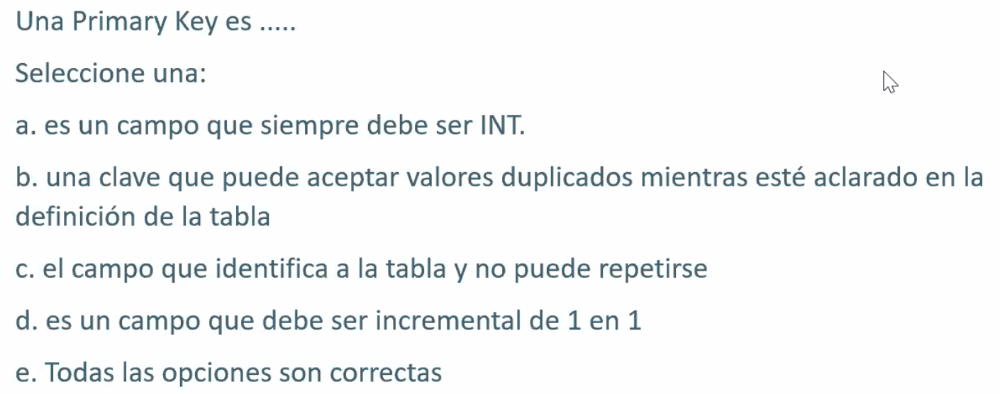 Una Primary Key es .....
Seleccione una:
a. es un campo que siempre debe ser INT.
b. una clave que puede aceptar valores duplicados mientras esté aclarado en la
definición de la tabla
c. el campo que identifica a la tabla y no puede repetirse
d. es un campo que debe ser incremental de 1 en 1
e. Todas las opciones son correctas